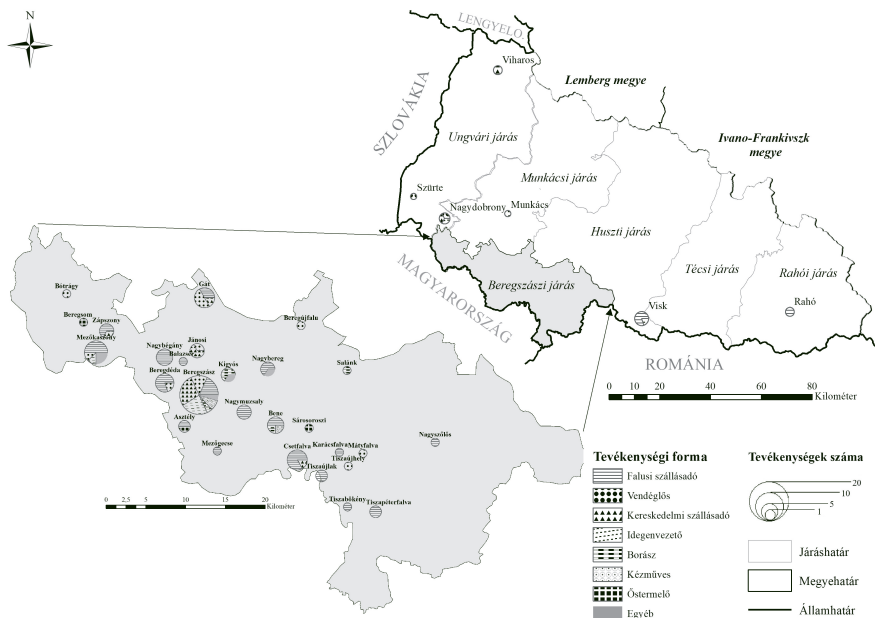 N
LENGYELO.
Viharos
Lemberg megye
SZLOVÁKIA
Ivano-Frankivszk
megye
Ungvári járás
Munkácsi járás
Szürte
Nagydobrony
Munkács
Huszti járás
Técsi járás
Rahói járás
MAGYARORSZÁG
Beregszászi járás
Visk
Rahó
ROMÁNIA
0 10 20 40 60 80
Kilométer
Bótrágy
Gát
Beregsom
Zápszony
Mezőkaszony
Beregújfalu
Jánosi
Nagybégány
Balazsér
Kígyós
Nagybereg
Salánk
Beregdéda
Beregszász
Nagymuzsaly
Asztély
Bene
Sárosoroszi
Mezőgecse
Nagyszőlős
Csetfalva
Karácsfalva
Mátyfalva
Tiszaújhely
Tiszaújlak
Tiszabökény
Tiszapéterfalva
0 2,5 5 10 15 20
Kilométer
Tevékenységi forma
Falusi szállásadó
Vendéglős
Kereskedelmi szállásadó
Idegenvezető
Borász
Kézműves
Őstermelő
Egyéb
Tevékenységek száma
20
10
5
1
Járáshatár
Megyehatár
Államhatár